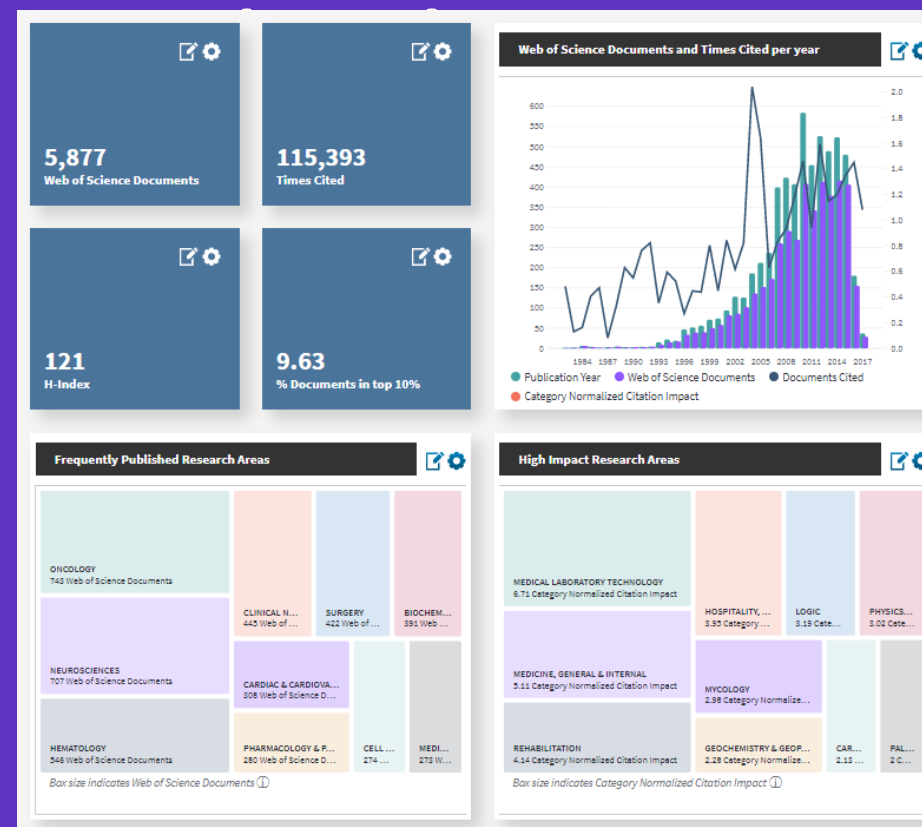 5,877
Web of Science Documents
115,393
Times Cited
121
H-Index
9.63
% Documents in top 10%
Web of Science Documents and Times Cited per year
600
550
500
450
400
350
300
250
200
150
100
50
0
2.0
1.8
1.6
1.4
1.2
1.0
0.8
0.6
0.4
0.2
0.0
1984 1987 1990 1993 1996 1999 2002 2005 2008 2011 2014 2017
Publication Year Web of Science Documents Documents Cited
Category Normalized Citation Impact
Frequently Published Research Areas
ONCOLOGY
743 Web of Science Documents
NEUROSCIENCES
707 Web of Science Documents
HEMATOLOGY
546 Web of Science Documents
CLINICAL N...
445 Web of ...
SURGERY
422 Web of ...
BIOCHEM...
391 Web ...
CARDIAC & CARDIOVA...
308 Web of Science D...
PHARMACOLOGY & P...
280 Web of Science D...
CELL ...
274 ...
MEDI...
273 W...
Box size indicates Web of Science Documents
High Impact Research Areas
MEDICAL LABORATORY TECHNOLOGY
6.71 Category Normalized Citation Impact
MEDICINE, GENERAL & INTERNAL
5.11 Category Normalized Citation Impact
REHABILITATION
4.14 Category Normalized Citation Impact
HOSPITALITY, ...
3.95 Category ...
LOGIC
3.19 Cate...
PHYSICS...
3.02 Cate...
MYCOLOGY
2.98 Category Normalize...
GEOCHEMISTRY & GEOP...
2.28 Category Normalize...
CAR...
2.13 ...
PAL...
2 C...
Box size indicates Category Normalized Citation Impact